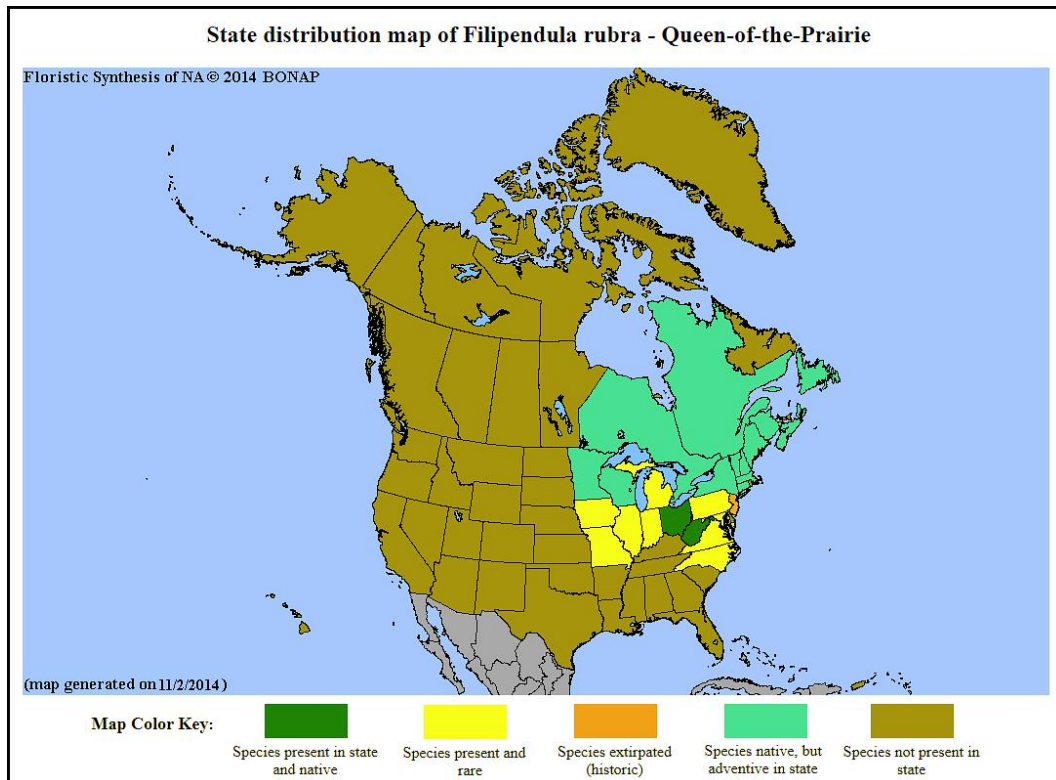 State distribution map of Filipendula rubra - Queen-of-the-Prairie
Floristic Synthesis of NA © 2014 BONAP
(map generated on 11/2/2014)
Map Color Key:
Species present in state
and native
Species present and
rare
Species extirpated
(historic)
Species native, but
adventive in state
Species not present in
state